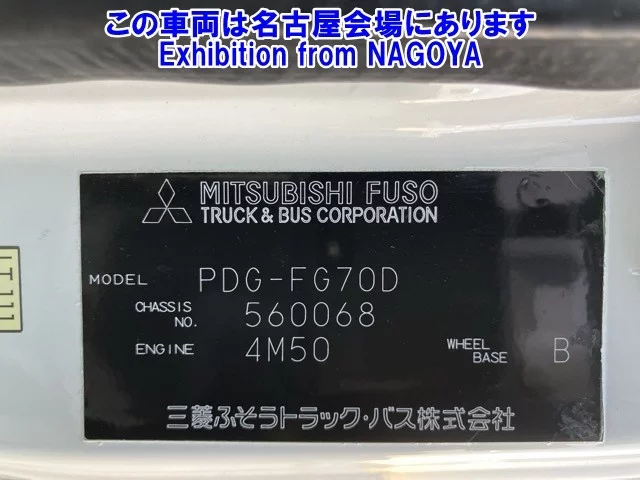 この車両は名古屋会場にあります
Exhibition from NAGOYA
MITSUBISHI FUSO
TRUCK & BUS CORPORATION
MODEL PDG-FG70D
CHASSIS NO. 560068
ENGINE 4M50 WHEEL BASE B
三菱ふそうトラック・バス株式会社